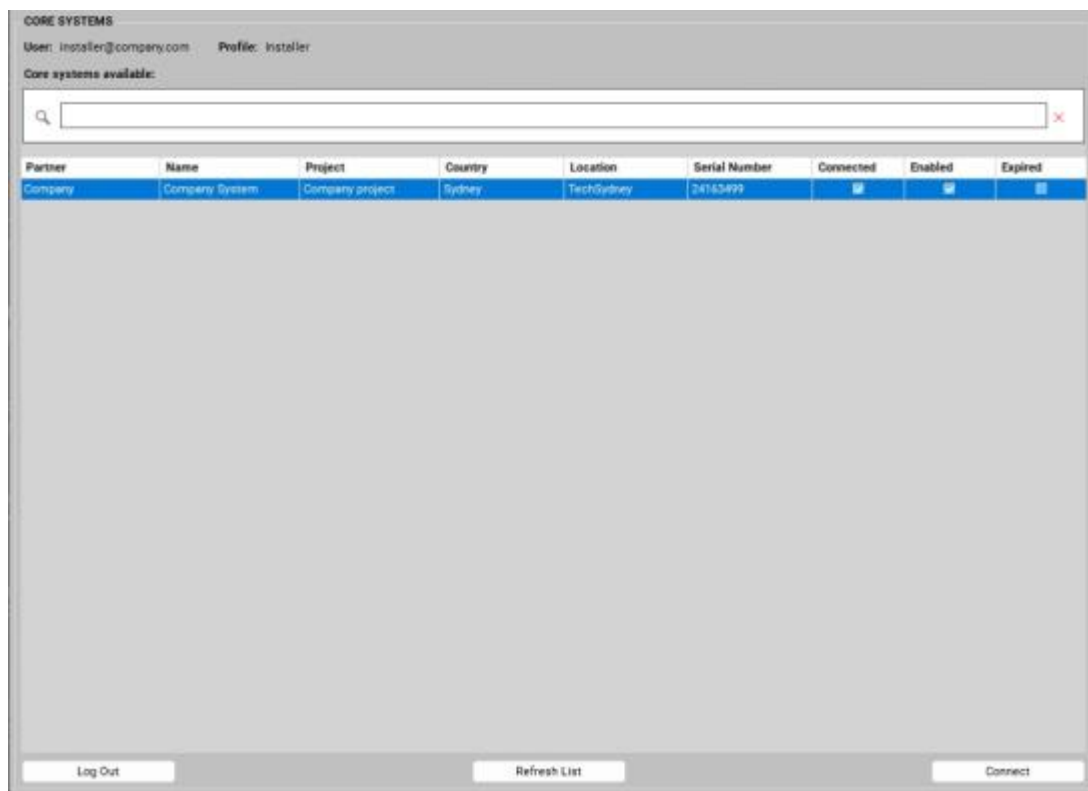 CORE SYSTEMS
User: installer@company.com Profile: Installer
Core systems available:
Partner Name Project Country Location Serial Number Connected Enabled Expired
Company Company System Company project Sydney TechSydney 24163499
Log Out Refresh List Connect